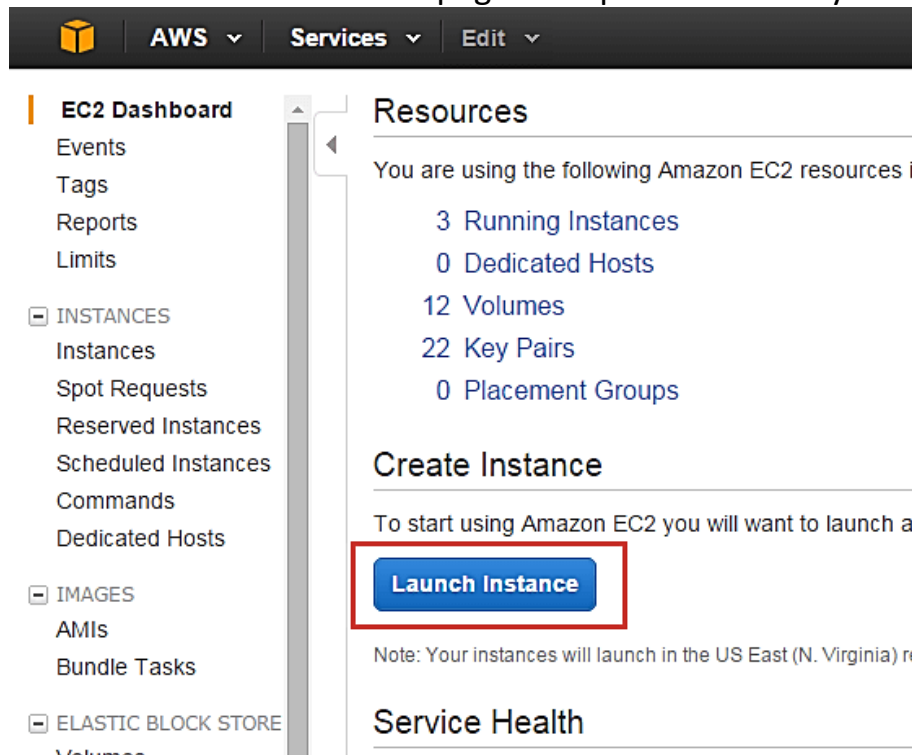 AWS Services Edit
EC2 Dashboard
Events
Tags
Reports
Limits
INSTANCES
Instances
Spot Requests
Reserved Instances
Scheduled Instances
Commands
Dedicated Hosts
IMAGES
AMIs
Bundle Tasks
ELASTIC BLOCK STORE
Resources
You are using the following Amazon EC2 resources
3 Running Instances
0 Dedicated Hosts
12 Volumes
22 Key Pairs
0 Placement Groups
Create Instance
To start using Amazon EC2 you will want to launch a
Launch Instance
Note: Your instances will launch in the US East (N. Virginia) re
Service Health